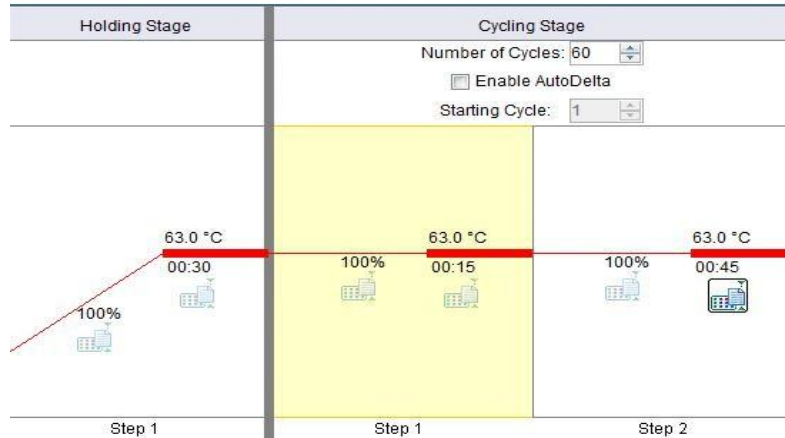 Holding Stage
Cycling Stage
Number of Cycles: 60
Enable AutoDelta
Starting Cycle: 1
63.0 °C
00:30
100%
63.0 °C
100%
00:15
63.0 °C
100%
00:45
Step 1
Step 1
Step 2